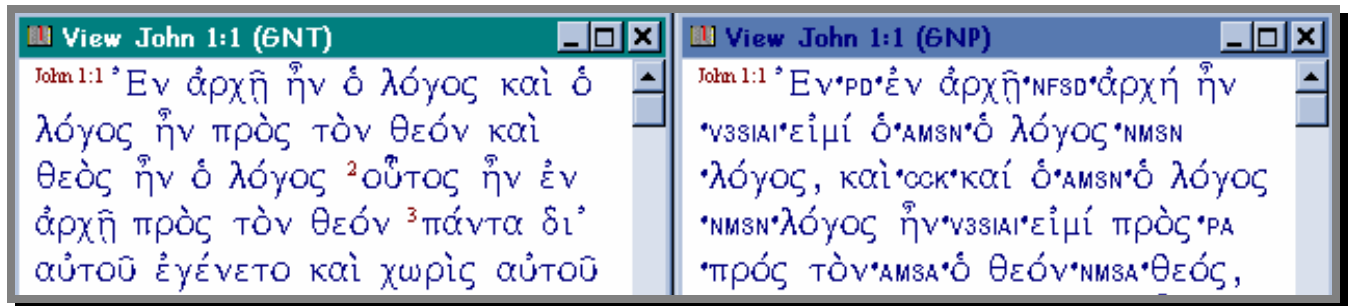 View John 1:1 (GNT)
John 1:1 Ἐν ἀρχῇ ἦν ὁ λόγος καὶ ὁ
λόγος ἦν πρὸς τὸν θεόν καὶ
θεὸς ἦν ὁ λόγος 2οὗτος ἦν ἐν
ἀρχῇ πρὸς τὸν θεόν 3πάντα δι’
αὐτοῦ ἐγένετο καὶ χωρὶς αὐτοῦ
View John 1:1 (GNP)
John 1:1 Ἐν•PD•ἐν ἀρχῇ•NFSD•ἀρχή ἦν
•V3SIAI•εἰμί ὁ•AMSN•ὁ λόγος•NMSN
•λόγος, καὶ•CCK•καί ὁ•AMSN•ὁ λόγος
•NMSN•λόγος ἦν•V3SIAI•εἰμί πρὸς•PA
•πρός τὸν•AMSA•ὁ θεόν•NMSA•θεός,